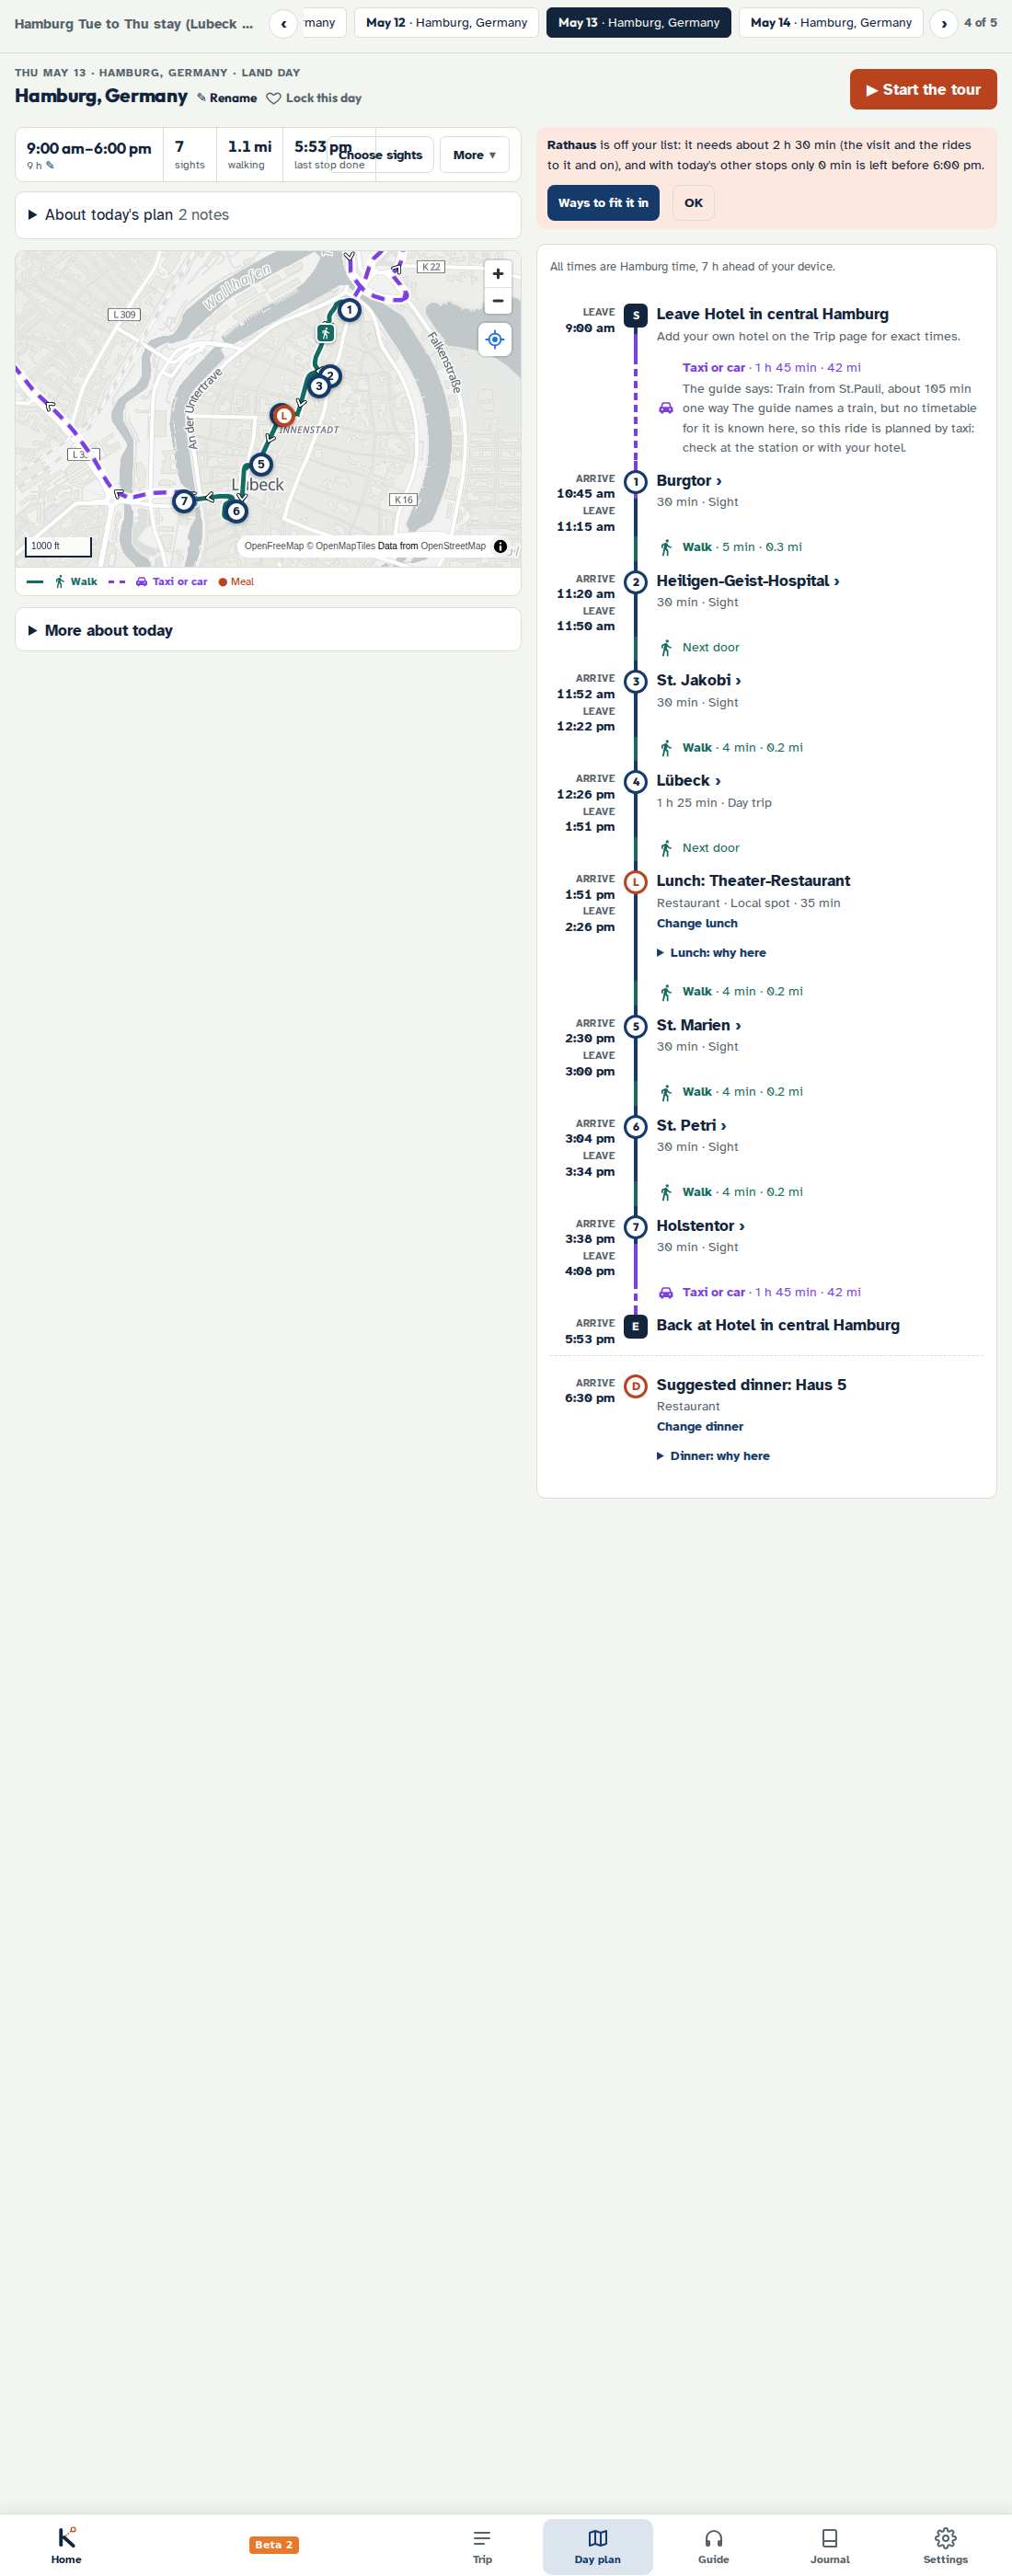 Hamburg Tue to Thu stay (Lubeck ...
‹
many
May 12 · Hamburg, Germany
May 13 · Hamburg, Germany
May 14 · Hamburg, Germany
›
4 of 5
THU MAY 13 · HAMBURG, GERMANY · LAND DAY
Hamburg, Germany ✎ Rename Lock this day
▶ Start the tour
9:00 am–6:00 pm
9 h ✎
7
sights
1.1 mi
walking
5:53 pm
last stop done
Choose sights
More ▼
▶ About today's plan 2 notes
Wallhafen
K 22
L 309
An der Untertrave
Falkenstraße
INNENSTADT
Lübeck
K 16
1
2
3
L
5
6
7
+
−
1000 ft
OpenFreeMap © OpenMapTiles Data from OpenStreetMap
Walk
Taxi or car
Meal
▶ More about today
Rathaus is off your list: it needs about 2 h 30 min (the visit and the rides
to it and on), and with today's other stops only 0 min is left before 6:00 pm.
Ways to fit it in
OK
All times are Hamburg time, 7 h ahead of your device.
LEAVE
9:00 am
S
Leave Hotel in central Hamburg
Add your own hotel on the Trip page for exact times.
Taxi or car · 1 h 45 min · 42 mi
The guide says: Train from St.Pauli, about 105 min
one way The guide names a train, but no timetable
for it is known here, so this ride is planned by taxi:
check at the station or with your hotel.
ARRIVE
10:45 am
LEAVE
11:15 am
1
Burgtor ›
30 min · Sight
Walk · 5 min · 0.3 mi
ARRIVE
11:20 am
LEAVE
11:50 am
2
Heiligen-Geist-Hospital ›
30 min · Sight
Next door
ARRIVE
11:52 am
LEAVE
12:22 pm
3
St. Jakobi ›
30 min · Sight
Walk · 4 min · 0.2 mi
ARRIVE
12:26 pm
LEAVE
1:51 pm
4
Lübeck ›
1 h 25 min · Day trip
Next door
ARRIVE
1:51 pm
LEAVE
2:26 pm
L
Lunch: Theater-Restaurant
Restaurant · Local spot · 35 min
Change lunch
▶ Lunch: why here
Walk · 4 min · 0.2 mi
ARRIVE
2:30 pm
LEAVE
3:00 pm
5
St. Marien ›
30 min · Sight
Walk · 4 min · 0.2 mi
ARRIVE
3:04 pm
LEAVE
3:34 pm
6
St. Petri ›
30 min · Sight
Walk · 4 min · 0.2 mi
ARRIVE
3:38 pm
LEAVE
4:08 pm
7
Holstentor ›
30 min · Sight
Taxi or car · 1 h 45 min · 42 mi
ARRIVE
5:53 pm
E
Back at Hotel in central Hamburg
ARRIVE
6:30 pm
D
Suggested dinner: Haus 5
Restaurant
Change dinner
▶ Dinner: why here
Home
Beta 2
Trip
Day plan
Guide
Journal
Settings